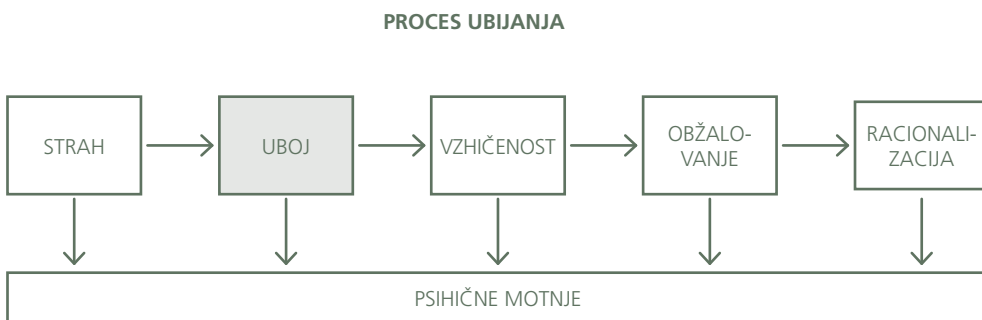 PROCES UBIJANJA
STRAH
UBOJ
VZHIČENOST
OBŽALO-
VANJE
RACIONALI-
ZACIJA
PSIHIČNE MOTNJE